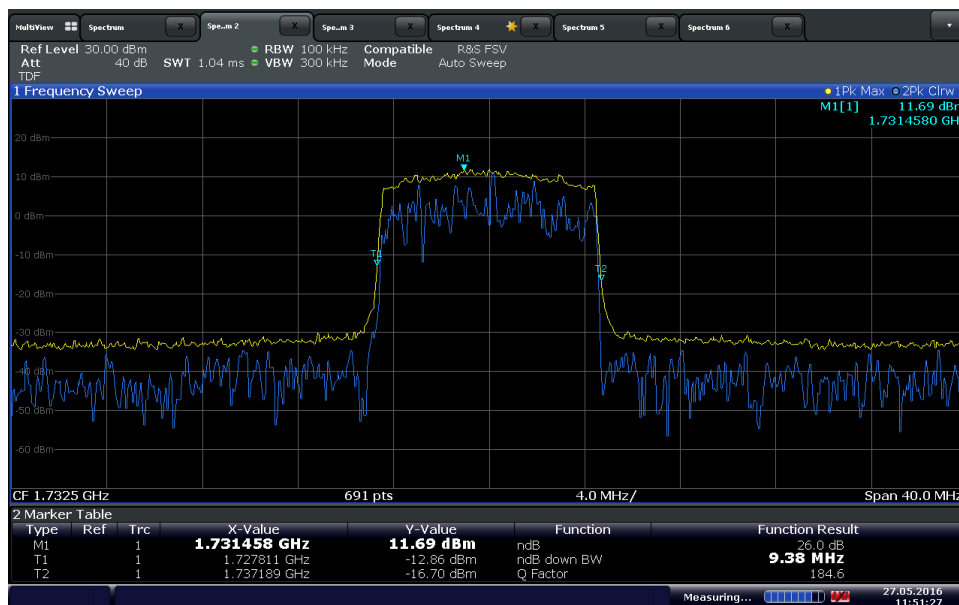 MultiView Spectrum X Spe...m 2 X Spe...m 3 X Spectrum 4 X Spectrum 5 X Spectrum 6 X
Ref Level 30.00 dBm RBW 100 kHz Compatible R&S FSV
Att 40 dB SWT 1.04 ms VBW 300 kHz Mode Auto Sweep
TDF
1 Frequency Sweep 1Pk Max 2Pk Clrw
M1[1] 11.69 dBm
1.7314580 GHz
20 dBm
M1
10 dBm
0 dBm
-10 dBm
T1
T2
-20 dBm
-30 dBm
-40 dBm
-50 dBm
-60 dBm
CF 1.7325 GHz 691 pts 4.0 MHz/ Span 40.0 MHz
2 Marker Table
Type Ref Trc X-Value Y-Value Function Function Result
M1 1 1.731458 GHz 11.69 dBm ndB 26.0 dB
T1 1 1.727811 GHz -12.86 dBm ndB down BW 9.38 MHz
T2 1 1.737189 GHz -16.70 dBm Q Factor 184.6
Measuring... 27.05.2016
11:51:27